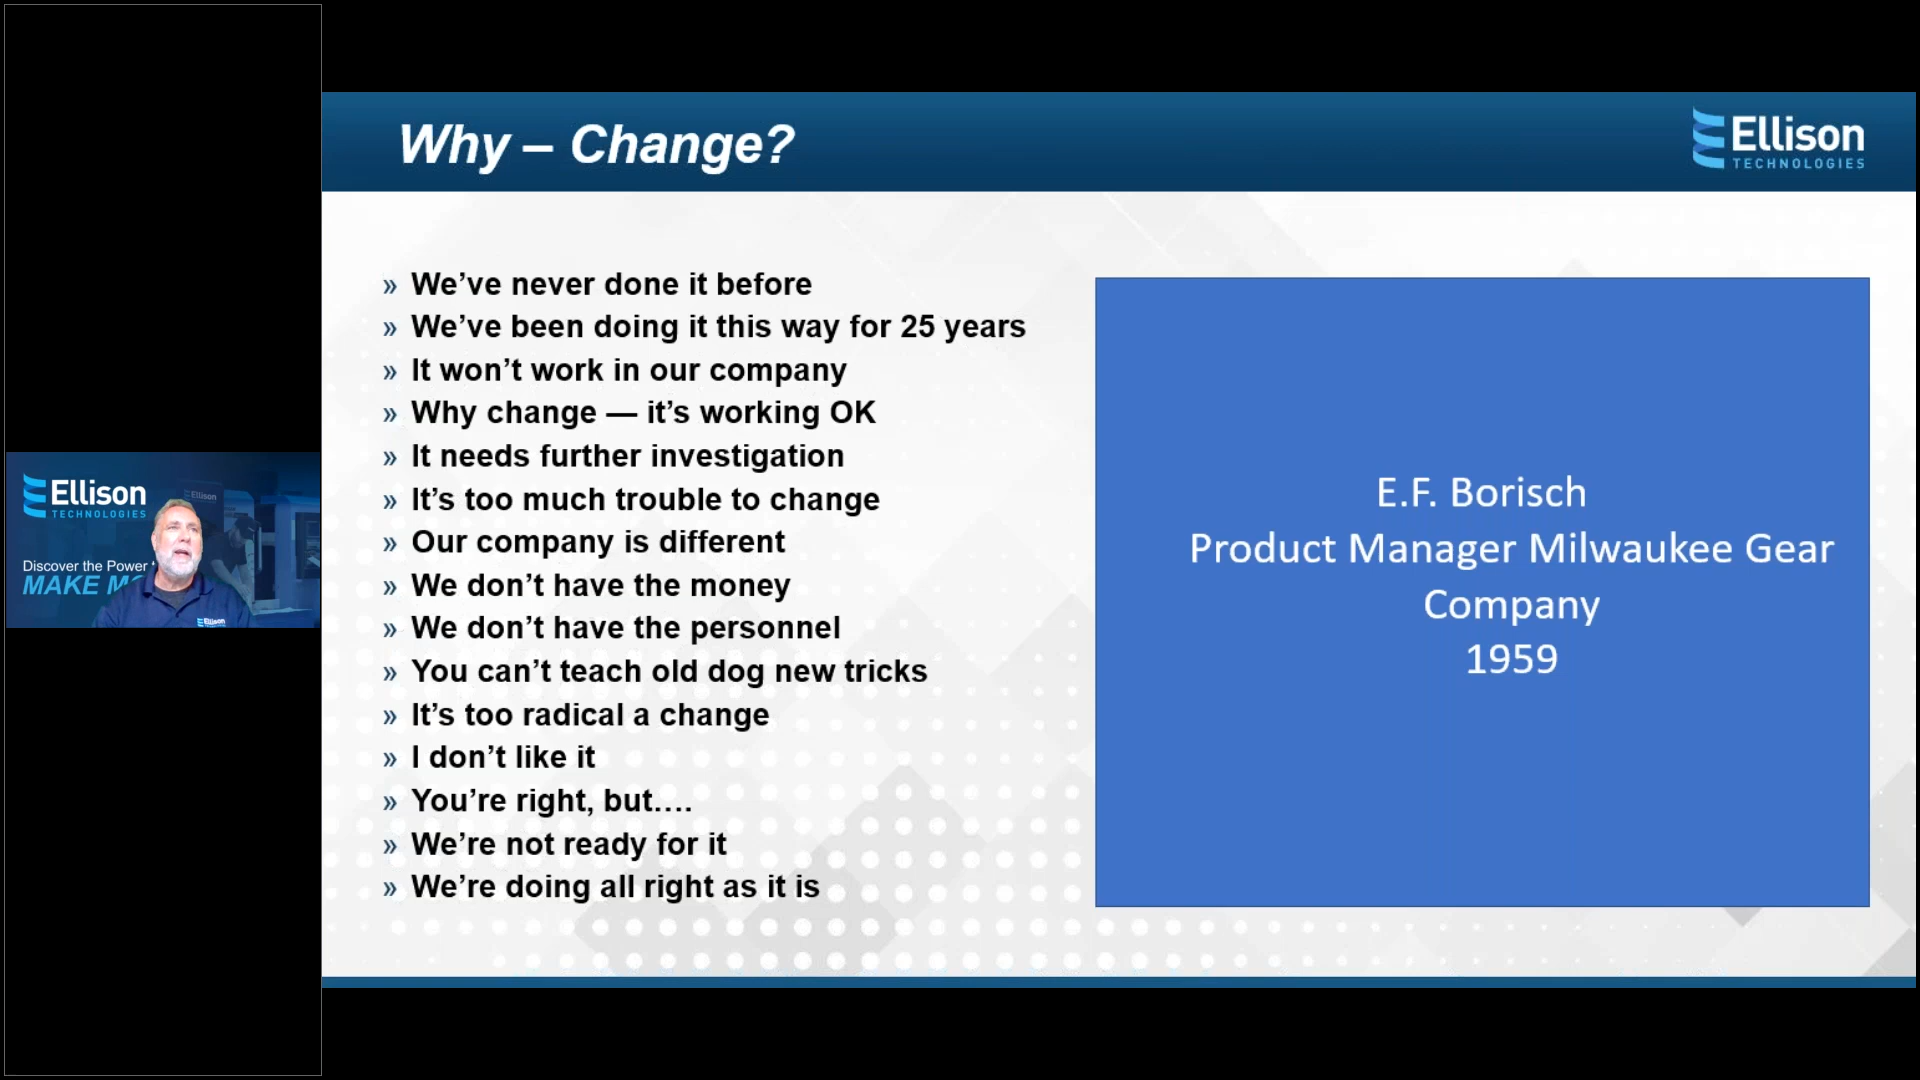 Why – Change?
Ellison
TECHNOLOGIES
» We’ve never done it before
» We’ve been doing it this way for 25 years
» It won’t work in our company
» Why change — it’s working OK
» It needs further investigation
» It’s too much trouble to change
» Our company is different
» We don’t have the money
» We don’t have the personnel
» You can’t teach old dog new tricks
» It’s too radical a change
» I don’t like it
» You’re right, but….
» We’re not ready for it
» We’re doing all right as it is
E.F. Borisch
Product Manager Milwaukee Gear
Company
1959
Ellison
TECHNOLOGIES
Ellison
Discover the Power
MAKE
Ellison